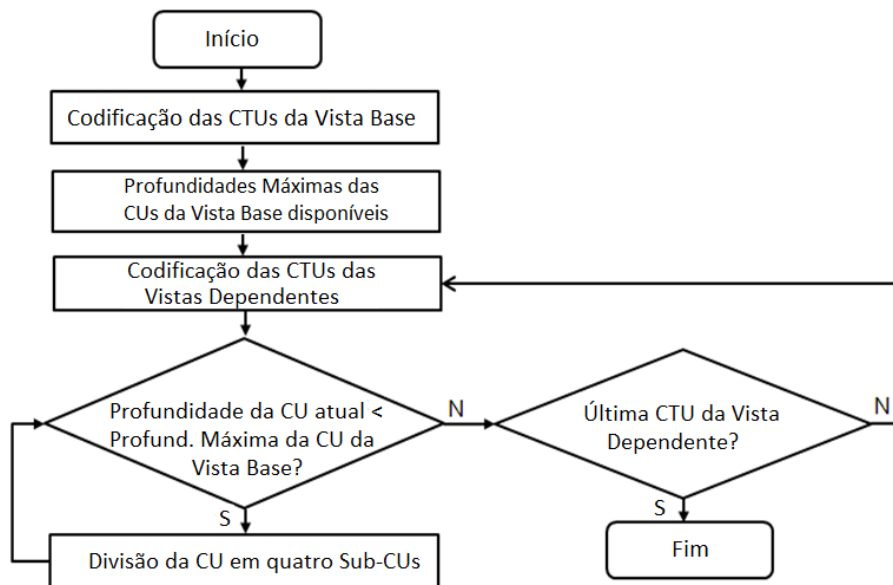 Início
Codificação das CTUs da Vista Base
Profundidades Máximas das
CUs da Vista Base disponíveis
Codificação das CTUs das
Vistas Dependentes
Profundidade da CU atual <
Profund. Máxima da CU da
Vista Base?
N
Última CTU da Vista
Dependente?
N
S
S
Divisão da CU em quatro Sub-CUs
Fim